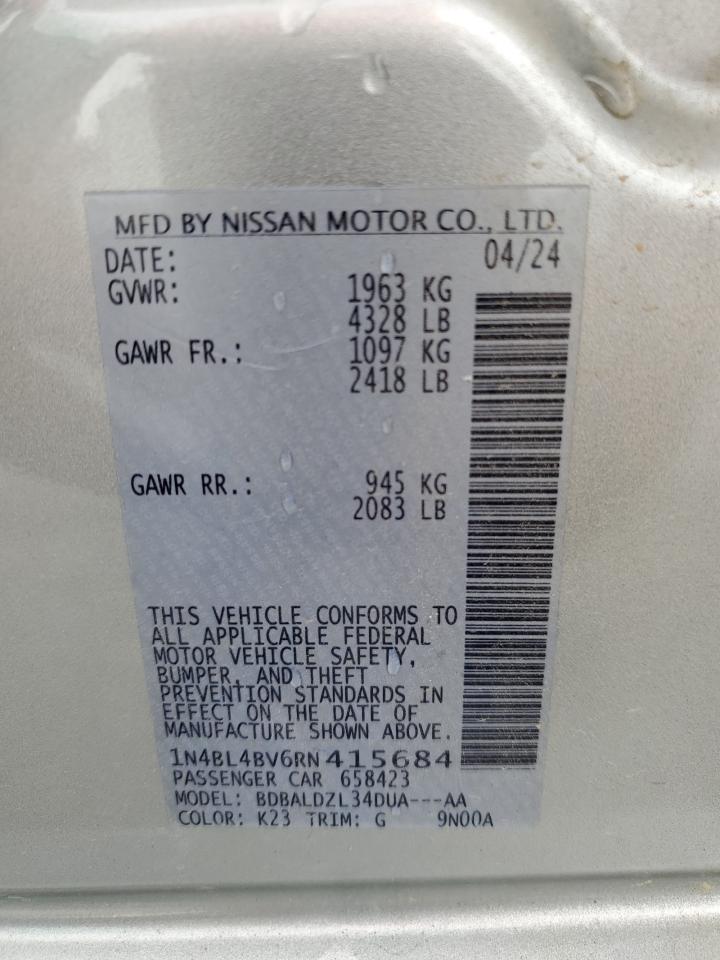 MFD BY NISSAN MOTOR CO., LTD.
DATE: 04/24
GVWR: 1963 KG
4328 LB
GAWR FR.: 1097 KG
2418 LB
GAWR RR.: 945 KG
2083 LB
THIS VEHICLE CONFORMS TO
ALL APPLICABLE FEDERAL
MOTOR VEHICLE SAFETY,
BUMPER, AND THEFT
PREVENTION STANDARDS IN
EFFECT ON THE DATE OF
MANUFACTURE SHOWN ABOVE.
1N4BL4BV6RN415684
PASSENGER CAR 658423
MODEL: BDBALDZL34DUA---AA
COLOR: K23 TRIM: G 9N00A